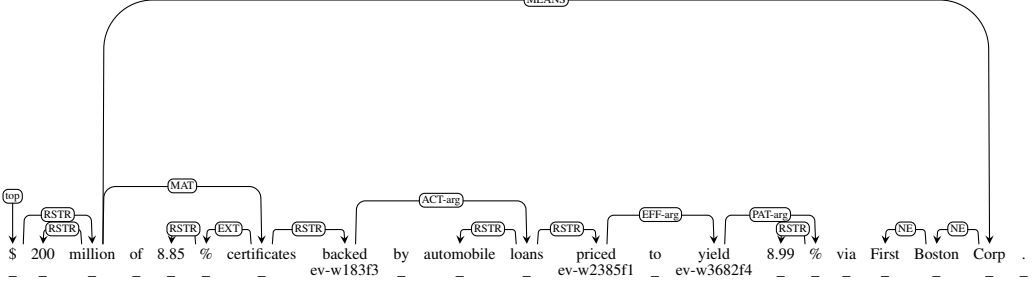 MEANS
MAT
top
ACT-arg
RSTR EFF-arg PAT-arg
RSTR RSTR EXT RSTR RSTR RSTR RSTR NE NE
$ 200 million of 8.85 % certificates backed by automobile loans priced to yield 8.99 % via First Boston Corp .
_ _ _ _ _ _ _ ev-w183f3 _ _ _ ev-w2385f1 _ ev-w3682f4 _ _ _ _ _ _ _